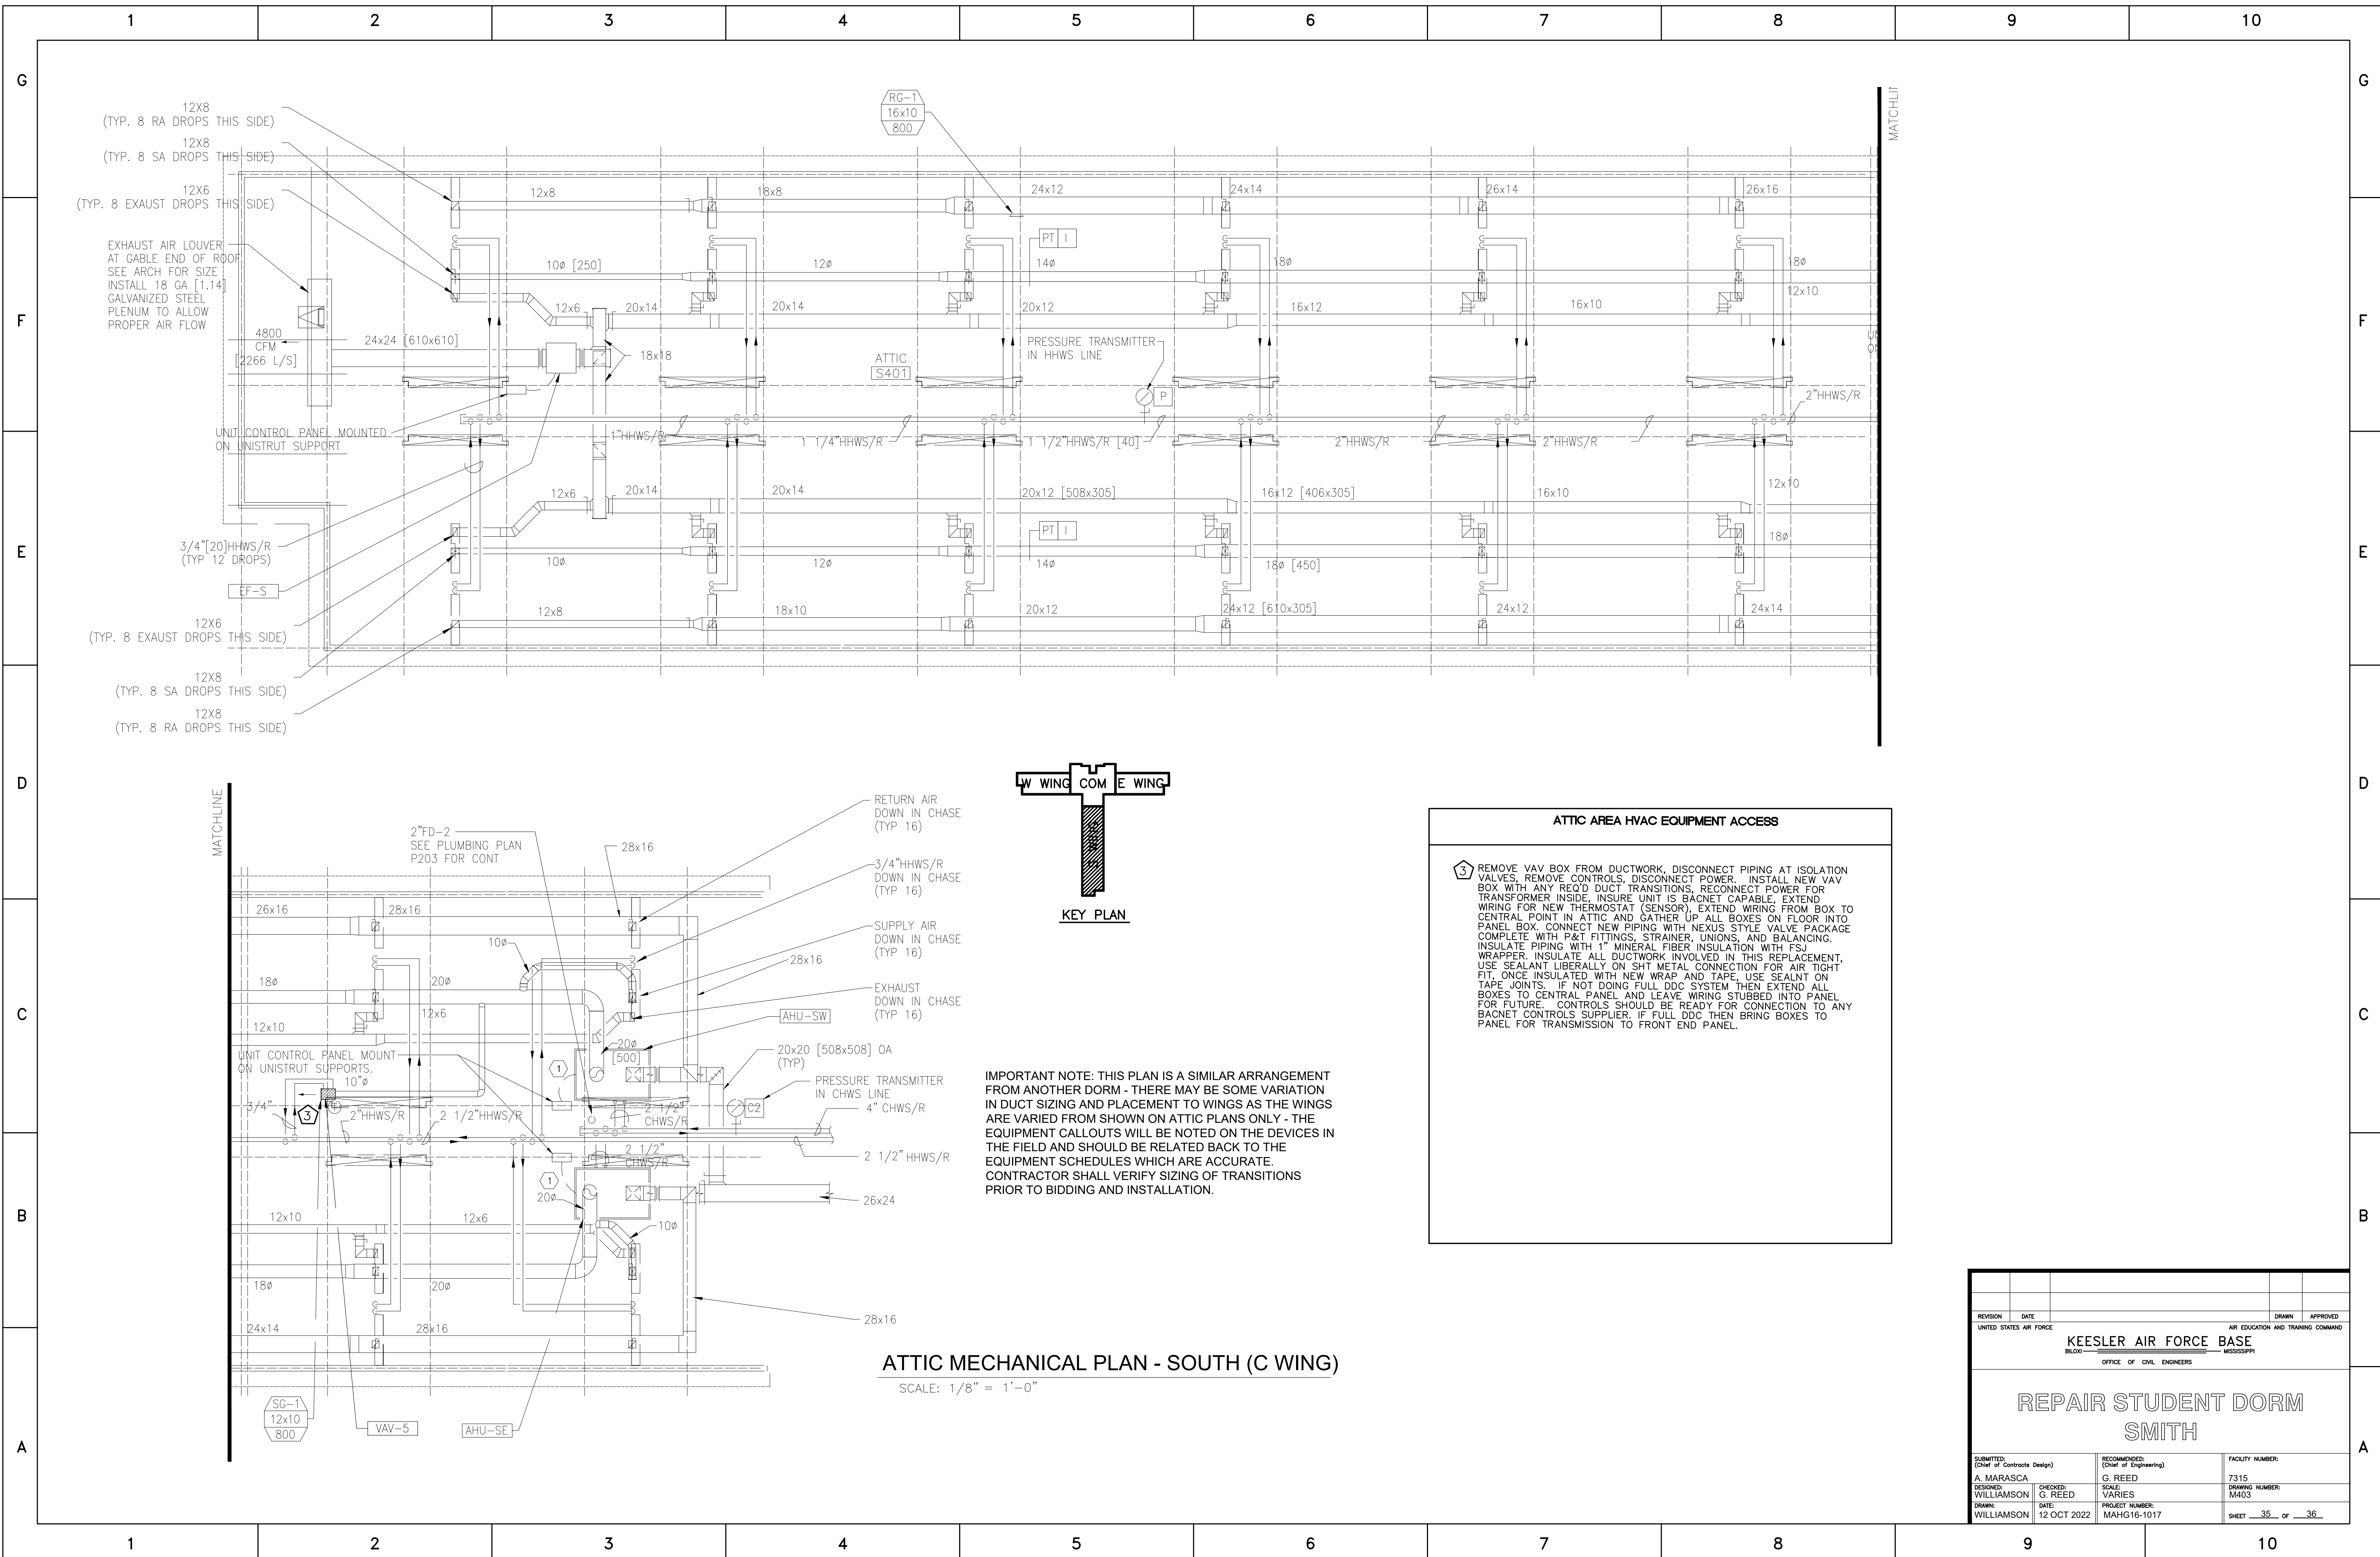 1 2 3 4 5 6 7 8 9 10
G G
12X8
(TYP. 8 RA DROPS THIS SIDE)
12X8
(TYP. 8 SA DROPS THIS SIDE)
12X6
(TYP. 8 EXAUST DROPS THIS SIDE)
EXHAUST AIR LOUVER
AT GABLE END OF ROOF
SEE ARCH FOR SIZE
INSTALL 18 GA [1.14]
GALVANIZED STEEL
PLENUM TO ALLOW
PROPER AIR FLOW
4800
CFM
[2266 L/S]
RG-1
16x10
800
MATCHLI
12x8 18x8 24x12 24x14 26x14 26x16
PT I
10ø [250] 12ø 14ø 18ø 18ø
12x10
F F
12x6 20x14 20x14 20x12 16x12 16x10
24x24 [610x610]
18x18
ATTIC
S401
PRESSURE TRANSMITTER
IN HHWS LINE
P
2"HHWS/R
UNIT CONTROL PANEL MOUNTED
ON UNISTRUT SUPPORT
1"HHWS/R 1 1/4"HHWS/R 1 1/2"HHWS/R [40] 2"HHWS/R 2"HHWS/R
12x6 20x14 20x14 20x12 [508x305] 16x12 [406x305] 16x10 12x10
PT I
E E
3/4"[20]HHWS/R
(TYP 12 DROPS)
10ø 12ø 14ø 18ø [450] 18ø
EF-S
12x8 18x10 20x12 24x12 [610x305] 24x12 24x14
12X6
(TYP. 8 EXAUST DROPS THIS SIDE)
12X8
(TYP. 8 SA DROPS THIS SIDE)
12X8
(TYP. 8 RA DROPS THIS SIDE)
D D
MATCHLINE
2"FD-2
SEE PLUMBING PLAN
P203 FOR CONT
28x16
RETURN AIR
DOWN IN CHASE
(TYP 16)
3/4"HHWS/R
DOWN IN CHASE
(TYP 16)
SUPPLY AIR
DOWN IN CHASE
(TYP 16)
28x16
EXHAUST
DOWN IN CHASE
(TYP 16)
AHU-SW
20x20 [508x508] OA
(TYP)
PRESSURE TRANSMITTER
IN CHWS LINE
C2
4" CHWS/R
2 1/2"HHWS/R
26x24
28x16
26x16 28x16
10ø
18ø 20ø
12x6
12x10
20ø
[500]
UNIT CONTROL PANEL MOUNT
ON UNISTRUT SUPPORTS.
10"ø
1
3/4"
3
2"HHWS/R 2 1/2"HHWS/R
2 1/2"
CHWS/R
2 1/2"
CHWS/R
1
20ø
12x10 12x6
10ø
18ø 20ø
24x14 28x16
SG-1
12x10
800
VAV-5
AHU-SE
C C
B B
A A
W WING COM E WING
S WING
KEY PLAN
ATTIC AREA HVAC EQUIPMENT ACCESS
3 REMOVE VAV BOX FROM DUCTWORK, DISCONNECT PIPING AT ISOLATION
VALVES, REMOVE CONTROLS, DISCONNECT POWER. INSTALL NEW VAV
BOX WITH ANY REQ'D DUCT TRANSITIONS, RECONNECT POWER FOR
TRANSFORMER INSIDE, INSURE UNIT IS BACNET CAPABLE, EXTEND
WIRING FOR NEW THERMOSTAT (SENSOR), EXTEND WIRING FROM BOX TO
CENTRAL POINT IN ATTIC AND GATHER UP ALL BOXES ON FLOOR INTO
PANEL BOX. CONNECT NEW PIPING WITH NEXUS STYLE VALVE PACKAGE
COMPLETE WITH P&T FITTINGS, STRAINER, UNIONS, AND BALANCING.
INSULATE PIPING WITH 1" MINERAL FIBER INSULATION WITH FSJ
WRAPPER. INSULATE ALL DUCTWORK INVOLVED IN THIS REPLACEMENT,
USE SEALANT LIBERALLY ON SHT METAL CONNECTION FOR AIR TIGHT
FIT, ONCE INSULATED WITH NEW WRAP AND TAPE, USE SEALNT ON
TAPE JOINTS. IF NOT DOING FULL DDC SYSTEM THEN EXTEND ALL
BOXES TO CENTRAL PANEL AND LEAVE WIRING STUBBED INTO PANEL
FOR FUTURE. CONTROLS SHOULD BE READY FOR CONNECTION TO ANY
BACNET CONTROLS SUPPLIER. IF FULL DDC THEN BRING BOXES TO
PANEL FOR TRANSMISSION TO FRONT END PANEL.
IMPORTANT NOTE: THIS PLAN IS A SIMILAR ARRANGEMENT
FROM ANOTHER DORM - THERE MAY BE SOME VARIATION
IN DUCT SIZING AND PLACEMENT TO WINGS AS THE WINGS
ARE VARIED FROM SHOWN ON ATTIC PLANS ONLY - THE
EQUIPMENT CALLOUTS WILL BE NOTED ON THE DEVICES IN
THE FIELD AND SHOULD BE RELATED BACK TO THE
EQUIPMENT SCHEDULES WHICH ARE ACCURATE.
CONTRACTOR SHALL VERIFY SIZING OF TRANSITIONS
PRIOR TO BIDDING AND INSTALLATION.
ATTIC MECHANICAL PLAN - SOUTH (C WING)
SCALE: 1/8" = 1'-0"
REVISION DATE DRAWN APPROVED
UNITED STATES AIR FORCE AIR EDUCATION AND TRAINING COMMAND
KEESLER AIR FORCE BASE
BILOXI MISSISSIPPI
OFFICE OF CIVIL ENGINEERS
REPAIR STUDENT DORM
SMITH
SUBMITTED:
(Chief of Contracts Design)
A. MARASCA
RECOMMENDED:
(Chief of Engineering)
G. REED
FACILITY NUMBER:
7315
DESIGNED:
WILLIAMSON
CHECKED:
G. REED
SCALE:
VARIES
DRAWING NUMBER:
M403
DRAWN:
WILLIAMSON
DATE:
12 OCT 2022
PROJECT NUMBER:
MAHG16-1017
SHEET 35 OF 36
1 2 3 4 5 6 7 8 9 10